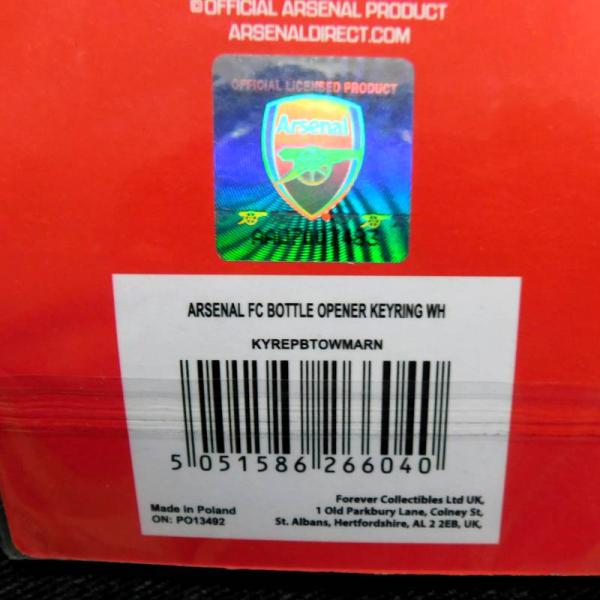 © OFFICIAL ARSENAL PRODUCT
ARSENALDIRECT.COM
OFFICIAL LICENSED PRODUCT
Arsenal
ARSENAL FC BOTTLE OPENER KEYRING WH
KYREPBTOWMARN
5 051586 266040
Made in Poland
ON: PO13492
Forever Collectibles Ltd UK,
1 Old Parkbury Lane, Colney St,
St. Albans, Hertfordshire, AL 2 2EB, UK,